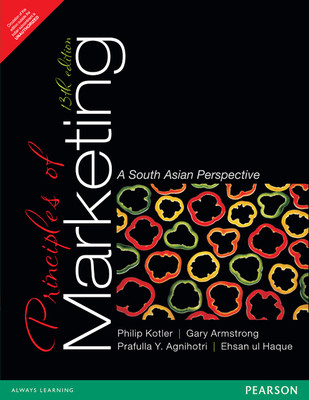 Principles of
Marketing
13th edition
A South Asian Perspective
Philip Kotler | Gary Armstrong
Prafulla Y. Agnihotri | Ehsan ul Haque
ALWAYS LEARNING
PEARSON
UNAUTHORIZED